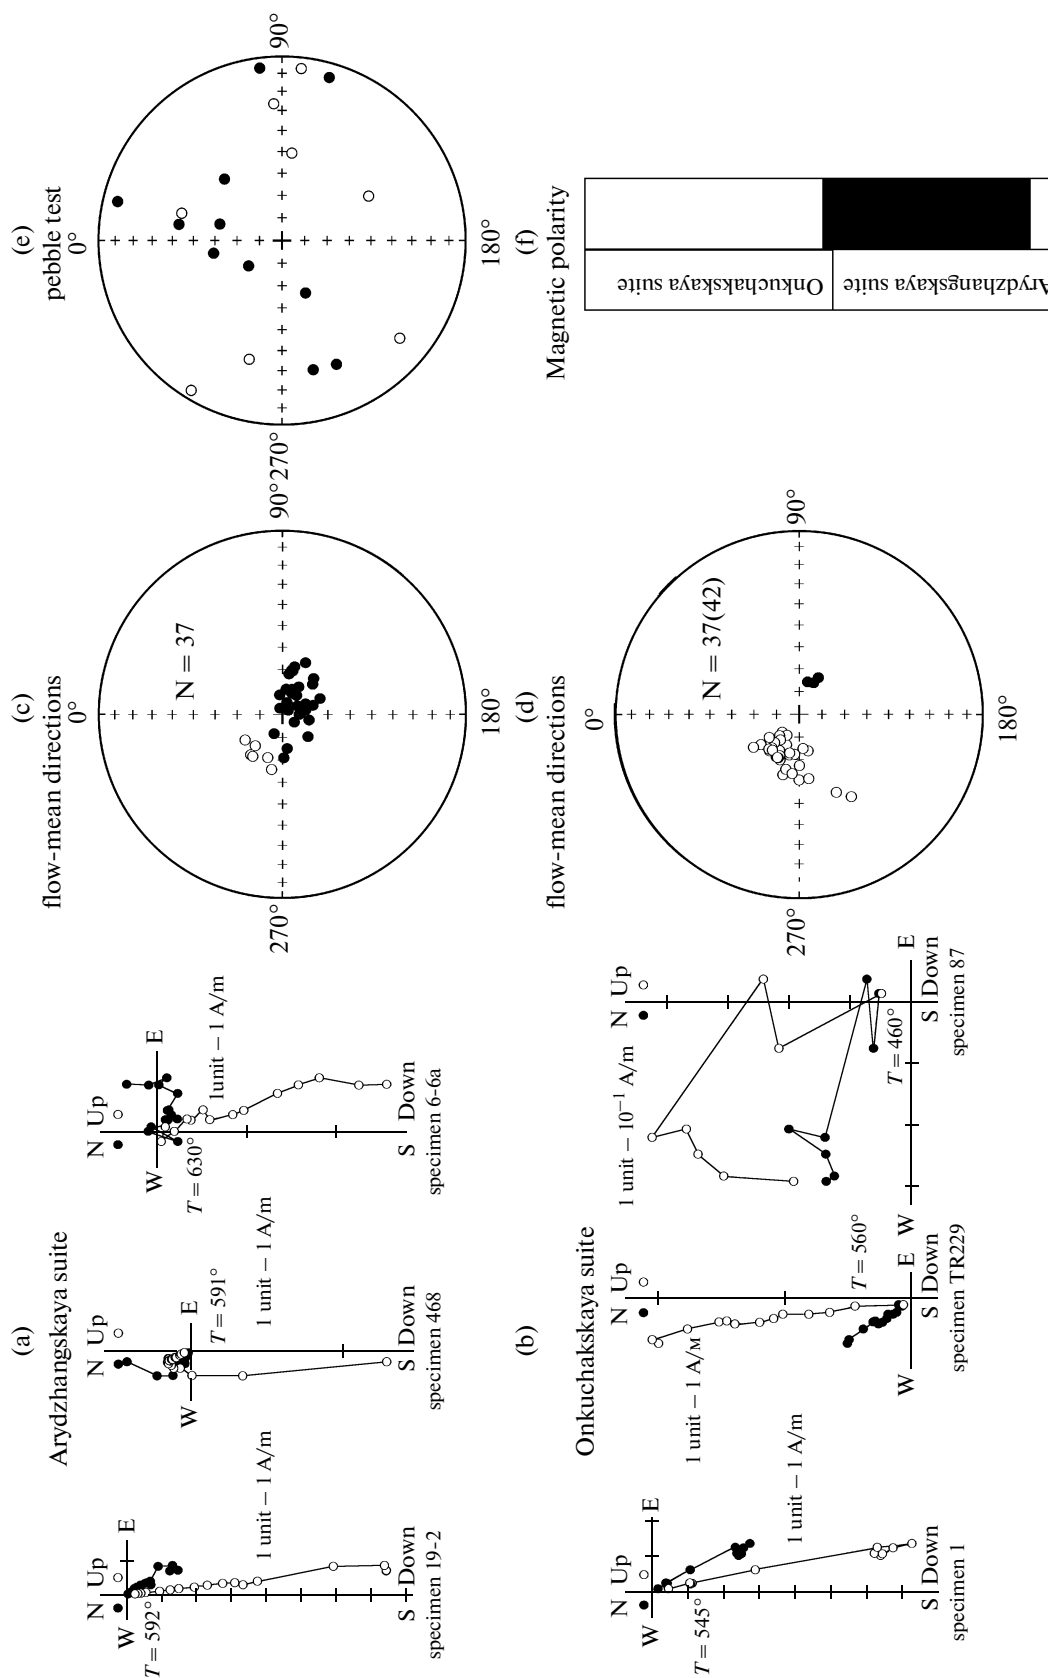 (a)
Arydzhangskaya suite
N Up
W E
T = 592°
1 unit – 1 A/m
S Down
specimen 19-2
N Up
W E
T = 591°
1 unit – 1 A/m
S Down
specimen 468
N Up
W E
T = 630°
1unit – 1 A/m
S Down
specimen 6-6a
(b)
Onkuchakskaya suite
N Up
W E
T = 545°
1 unit – 1 A/m
S Down
specimen 1
N Up
1 unit – 1 A/м
T = 560°
W E
S Down
specimen TR229
N Up
1 unit – 10⁻¹ A/m
T = 460°
W E
S Down
specimen 87
(c)
flow-mean directions
0°
N = 37
270° 90°
180°
(d)
flow-mean directions
0°
N = 37(42)
270° 90°
180°
(e)
pebble test
0°
270° 90°
180°
(f)
Magnetic polarity
Onkuchakskaya suite
Arydzhangskaya suite